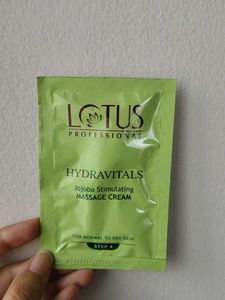 LOTUS
PROFESSIONAL
HYDRAVITALS
Jojoba Stimulating
MASSAGE CREAM
FOR NORMAL TO DRY SKIN
STEP 4